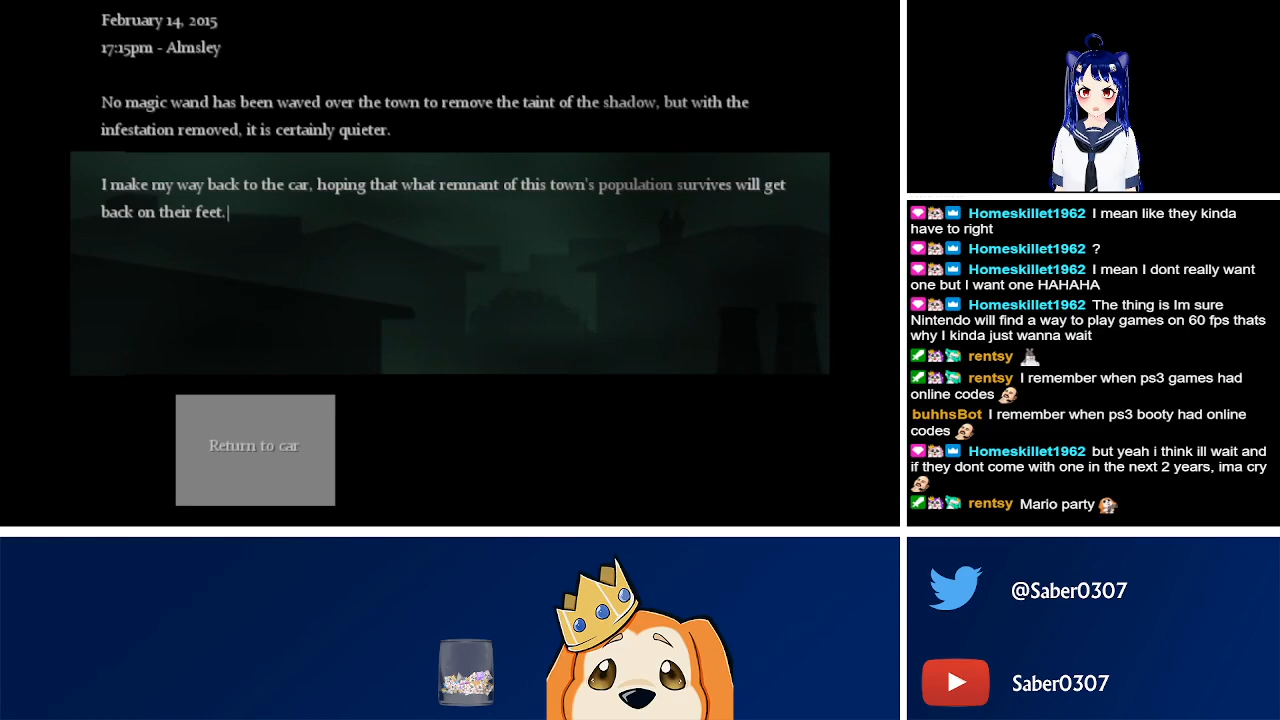 February 14, 2015
17:15pm - Almsley
No magic wand has been waved over the town to remove the taint of the shadow, but with the
infestation removed, it is certainly quieter.
I make my way back to the car, hoping that what remnant of this town's population survives will get
back on their feet.
Return to car
Homeskillet1962 I mean like they kinda
have to right
Homeskillet1962 ?
Homeskillet1962 I mean I dont really want
one but I want one HAHAHA
Homeskillet1962 The thing is Im sure
Nintendo will find a way to play games on 60 fps thats
why I kinda just wanna wait
rentsy
rentsy I remember when ps3 games had
online codes
buhhsBot I remember when ps3 booty had online
codes
Homeskillet1962 but yeah i think ill wait and
if they dont come with one in the next 2 years, ima cry
rentsy Mario party
@Saber0307
Saber0307